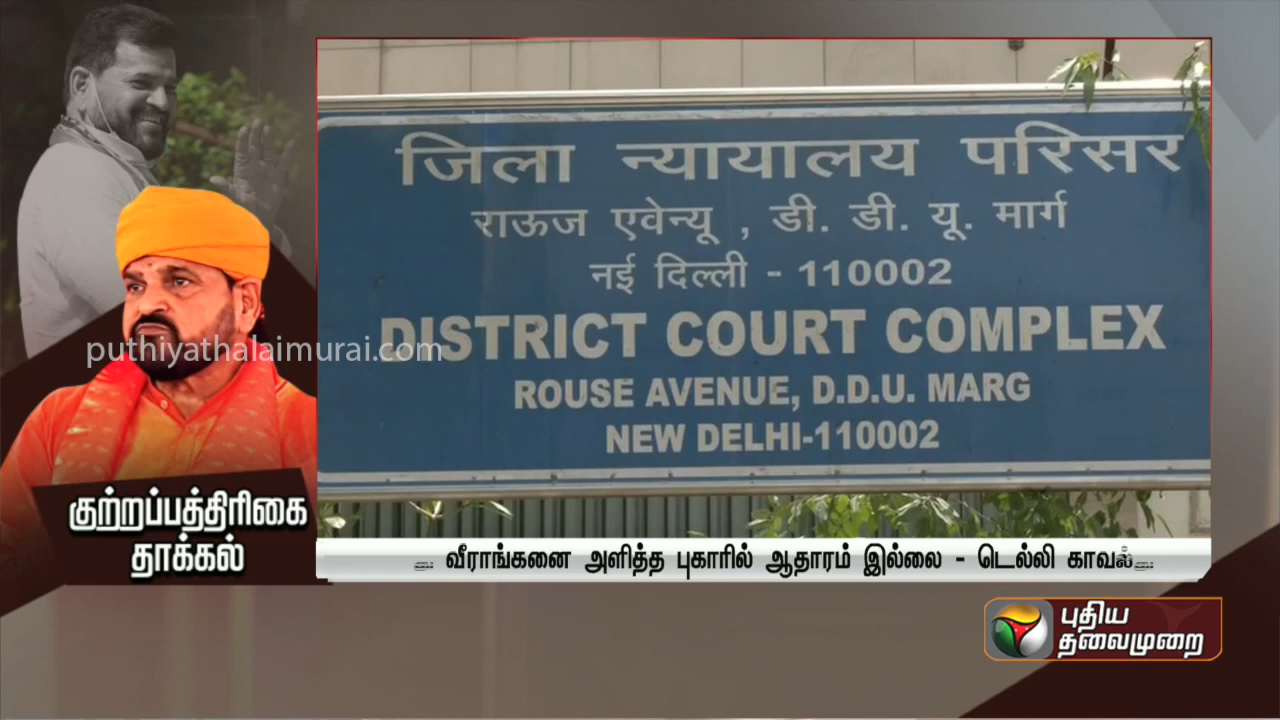 जिला न्यायालय परिसर
राऊज एवेन्यू , डी. डी. यू. मार्ग
नई दिल्ली - 110002
DISTRICT COURT COMPLEX
ROUSE AVENUE, D.D.U. MARG
NEW DELHI-110002
puthiyathalaimurai.com
குற்றப்பத்திரிகை
தாக்கல்
வீராங்கனை அளித்த புகாரில் ஆதாரம் இல்லை - டெல்லி
புதிய
தலைமுறை